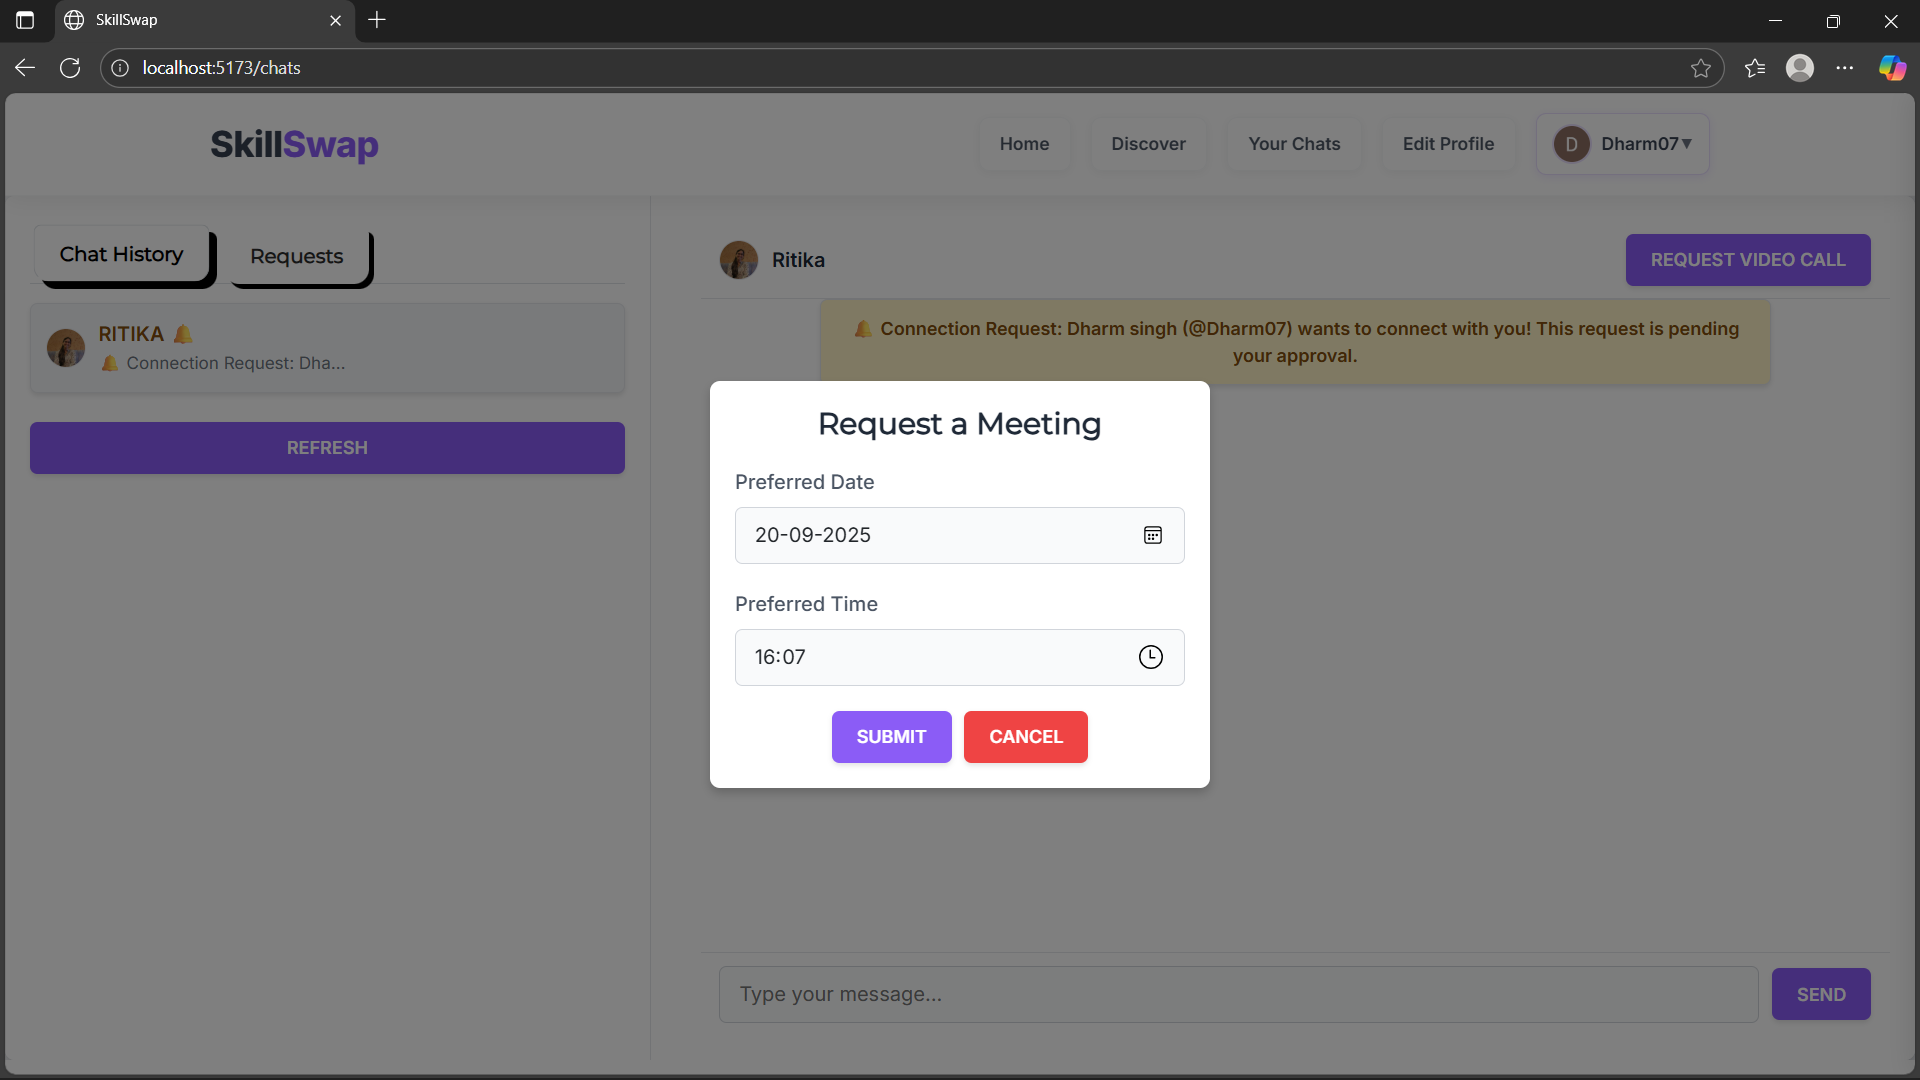 SkillSwap
localhost:5173/chats
SkillSwap
Home
Discover
Your Chats
Edit Profile
D
Dharm07▼
Chat History
Requests
RITIKA 🔔
🔔 Connection Request: Dha...
REFRESH
Ritika
REQUEST VIDEO CALL
🔔 Connection Request: Dharm singh (@Dharm07) wants to connect with you! This request is pending
your approval.
Request a Meeting
Preferred Date
20-09-2025
Preferred Time
16:07
SUBMIT
CANCEL
Type your message...
SEND